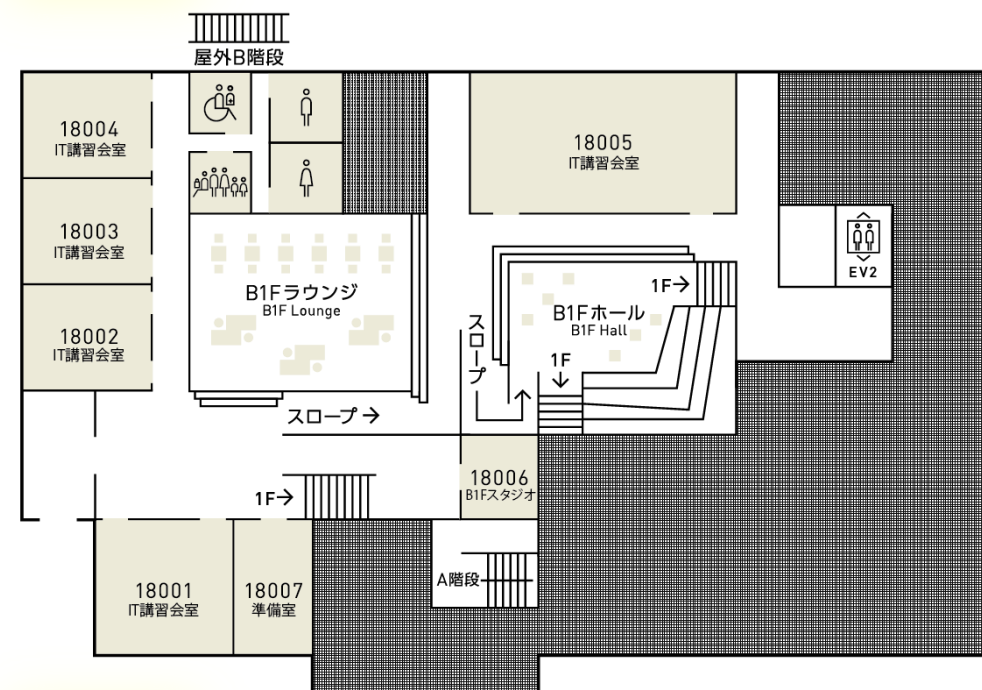 屋外B階段
18004
IT講習会室
18005
IT講習会室
18003
IT講習会室
EV2
B1Fラウンジ
B1F Lounge
1F→
B1Fホール
B1F Hall
18002
IT講習会室
スロープ
1F
↓
スロープ →
18006
B1Fスタジオ
1F→
A階段
18001
IT講習会室
18007
準備室